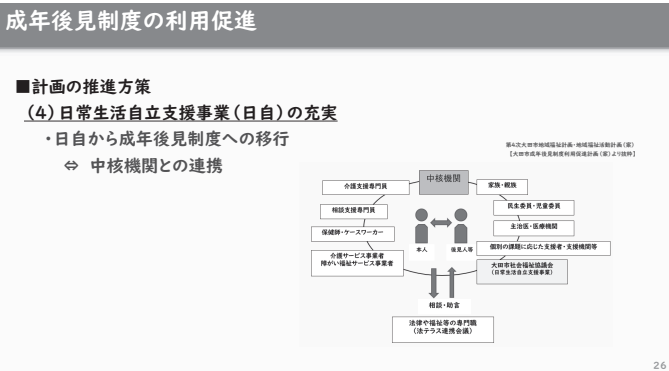 成年後見制度の利用促進
■計画の推進方策
(4)日常生活自立支援事業(日自)の充実
・日自から成年後見制度への移行
⇔ 中核機関との連携
第4次大田市地域福祉計画・地域福祉活動計画(案)
【大田市成年後見制度利用促進計画(案)より抜粋】
中核機関
介護支援専門員
家族・親族
相談支援専門員
民生委員・児童委員
保健師・ケースワーカー
主治医・医療機関
本人
後見人等
個別の課題に応じた支援者・支援機関等
介護サービス事業者
障がい福祉サービス事業者
大田市社会福祉協議会
(日常生活自立支援事業)
相談・助言
法律や福祉等の専門職
(法テラス連携会議)
26